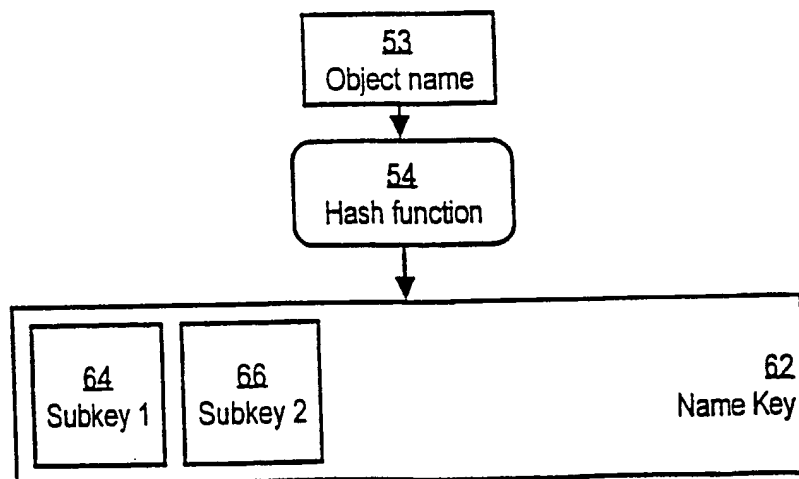 53
Object name
54
Hash function
64
Subkey 1
66
Subkey 2
62
Name Key